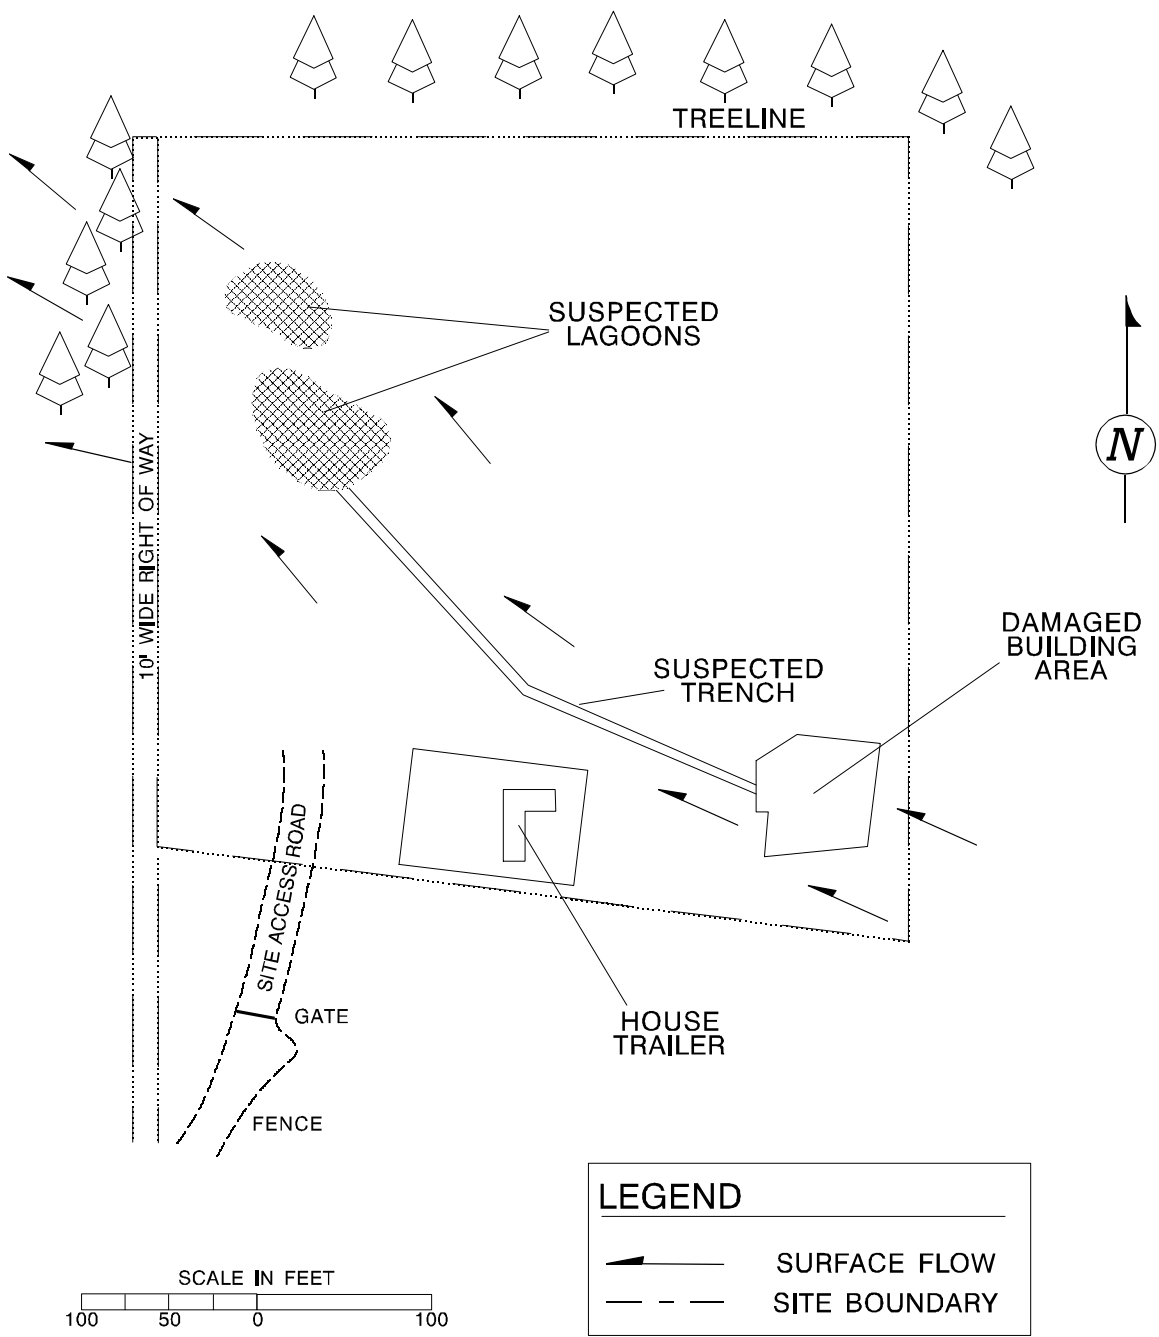 TREELINE
SUSPECTED
LAGOONS
N
10' WIDE RIGHT OF WAY
DAMAGED
BUILDING
AREA
SUSPECTED
TRENCH
SITE ACCESS ROAD
GATE
HOUSE
TRAILER
FENCE
LEGEND
SURFACE FLOW
SITE BOUNDARY
SCALE IN FEET
100 50 0 100